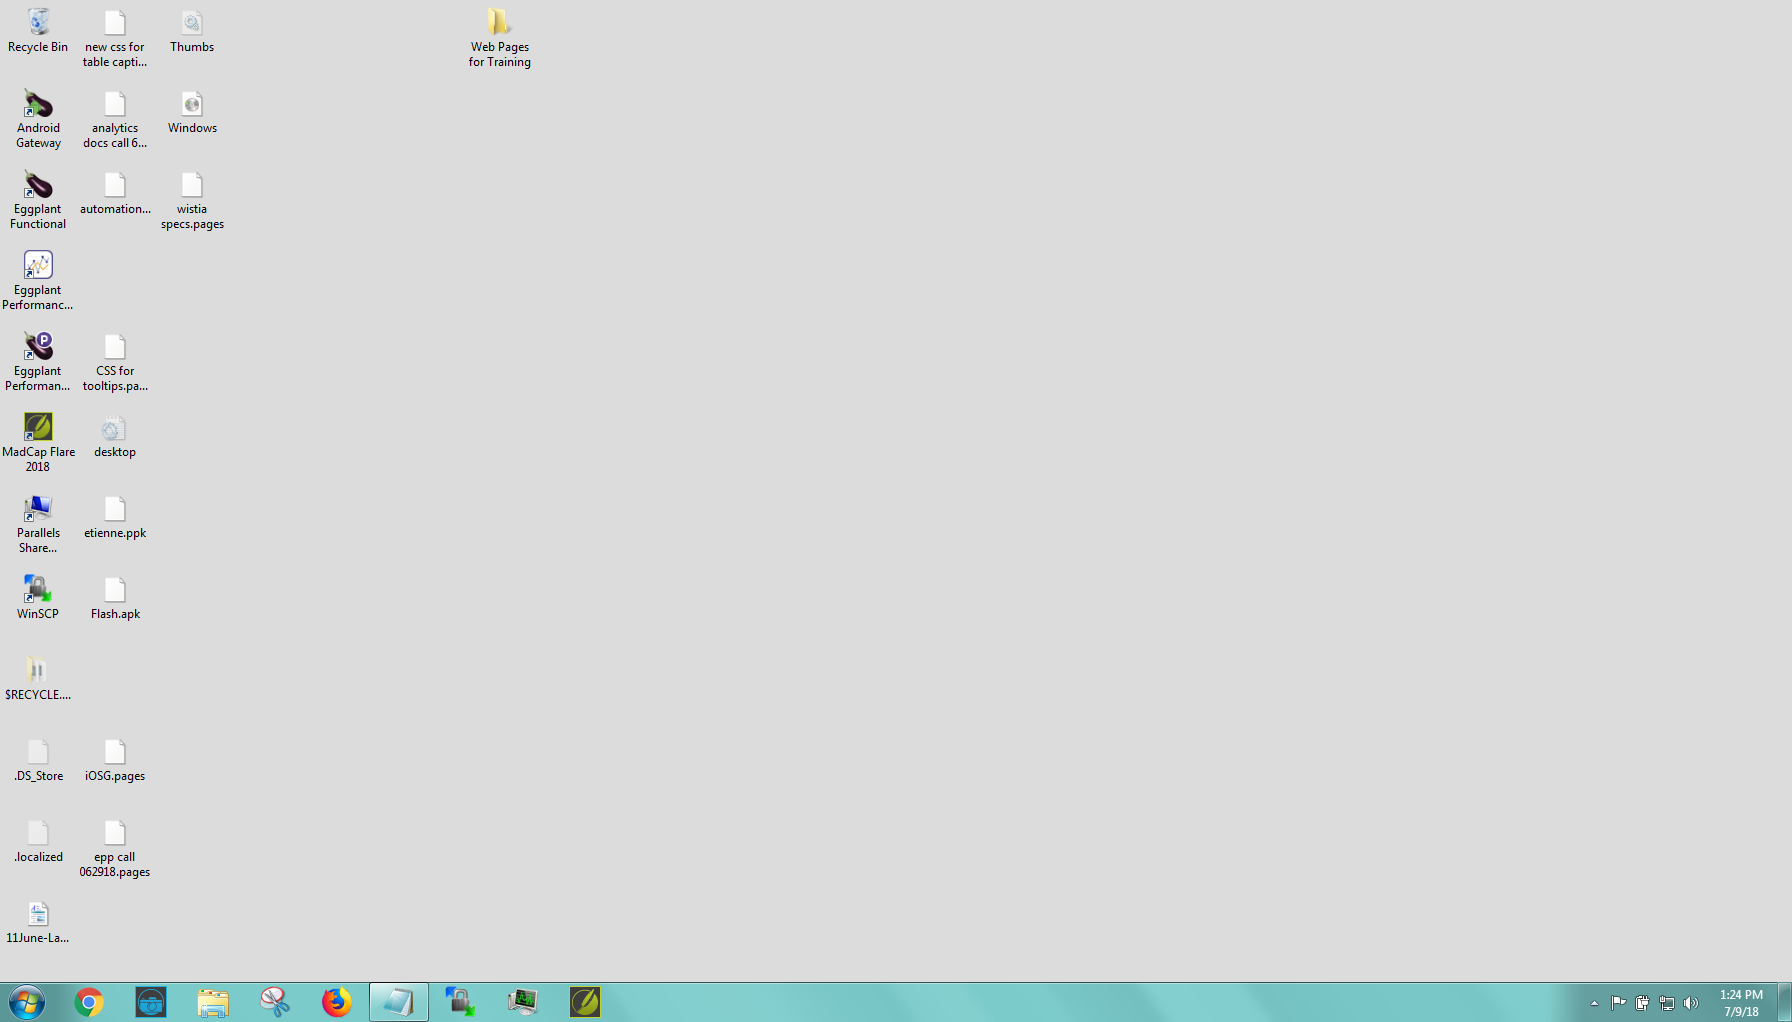 Recycle Bin
new css for
table capti...
Thumbs
Web Pages
for Training
Android
Gateway
analytics
docs call 6...
Windows
Eggplant
Functional
automation...
wistia
specs.pages
Eggplant
Performanc...
Eggplant
Performan...
CSS for
tooltips.pa...
MadCap Flare
2018
desktop
Parallels
Share...
etienne.ppk
WinSCP
Flash.apk
$RECYCLE....
.DS_Store
iOSG.pages
.localized
epp call
062918.pages
11June-La...
1:24 PM
7/9/18